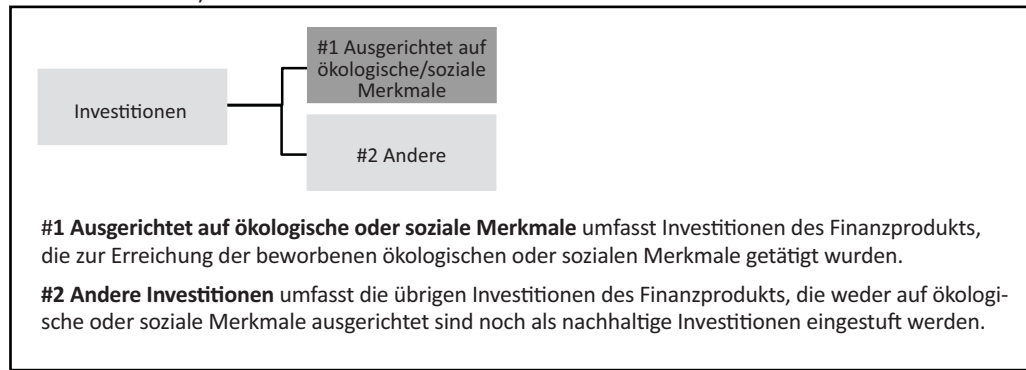 #1 Ausgerichtet auf
ökologische/soziale
Merkmale
Investitionen
#2 Andere
#1 Ausgerichtet auf ökologische oder soziale Merkmale umfasst Investitionen des Finanzprodukts,
die zur Erreichung der beworbenen ökologischen oder sozialen Merkmale getätigt wurden.
#2 Andere Investitionen umfasst die übrigen Investitionen des Finanzprodukts, die weder auf ökologi-
sche oder soziale Merkmale ausgerichtet sind noch als nachhaltige Investitionen eingestuft werden.